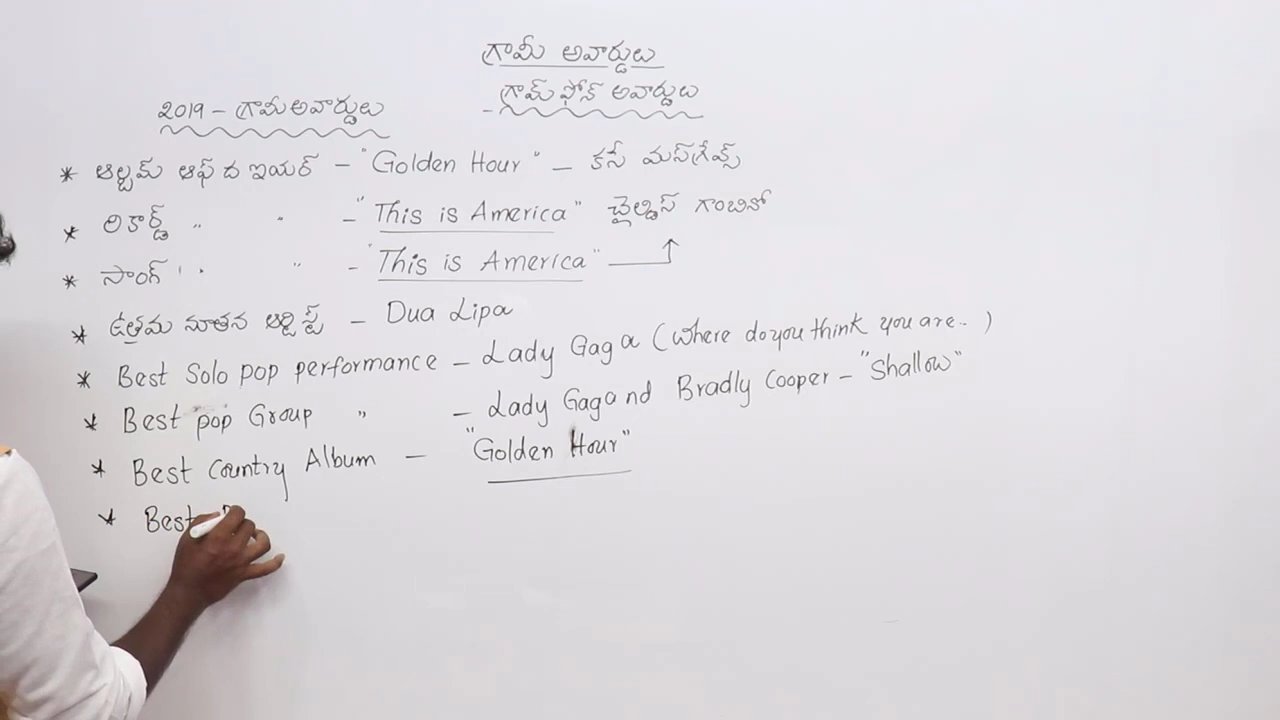 గ్రామీ అవార్డులు
- గ్రామ్ ఫోన్ అవార్డులు
2019 - గ్రామీ అవార్డులు
* ఆల్బమ్ ఆఫ్ ద ఇయర్ - "Golden Hour" - కసే మస్‌గ్రేవ్స్
* రికార్డ్ " " - "This is America" చైల్డిస్ గాంబినో
* సాంగ్ " " - "This is America"
* ఉత్తమ నూతన ఆర్టిస్ట్ - Dua Lipa
* Best Solo pop performance - Lady Gaga (Where do you think you are.. )
* Best pop Group " - Lady Gagand Bradly Cooper - "Shallow"
* Best Country Album - "Golden Hour"
* Best